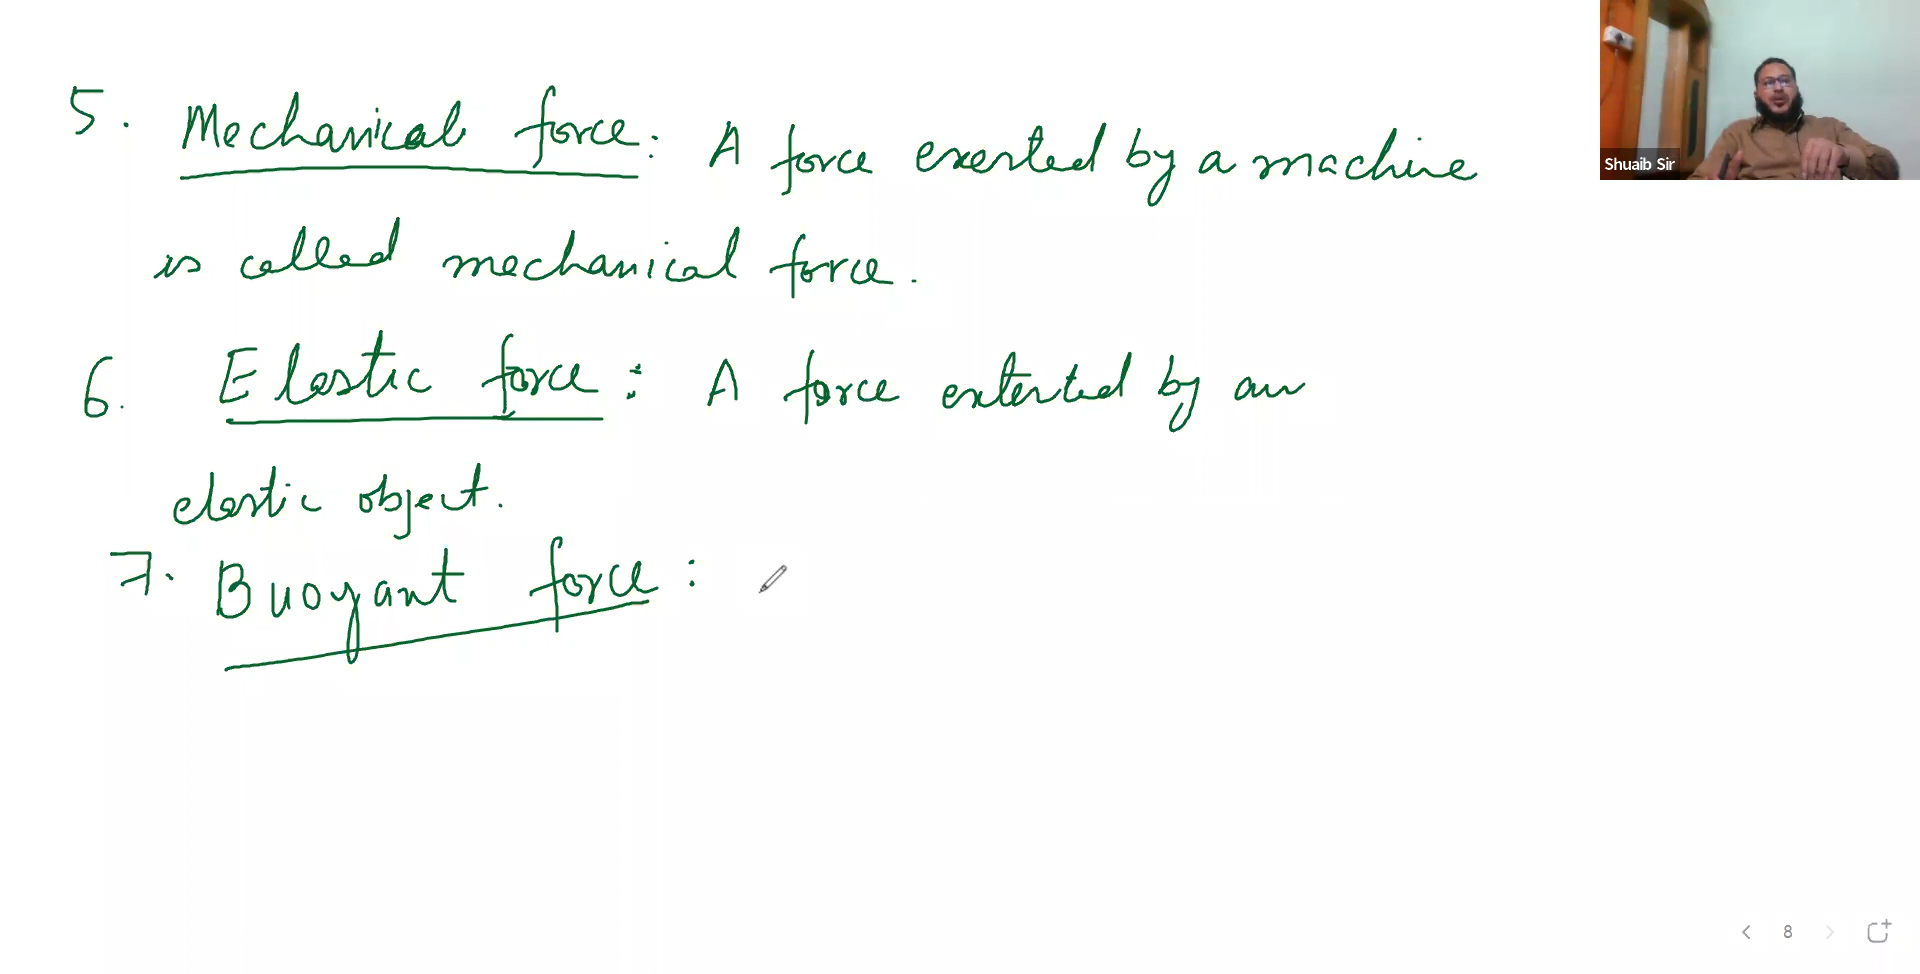 5. Mechanical force: A force exerted by a machine
is called mechanical force.
6. Elastic force: A force exterted by an
elastic object.
7. Buoyant force:
Shuaib Sir
8